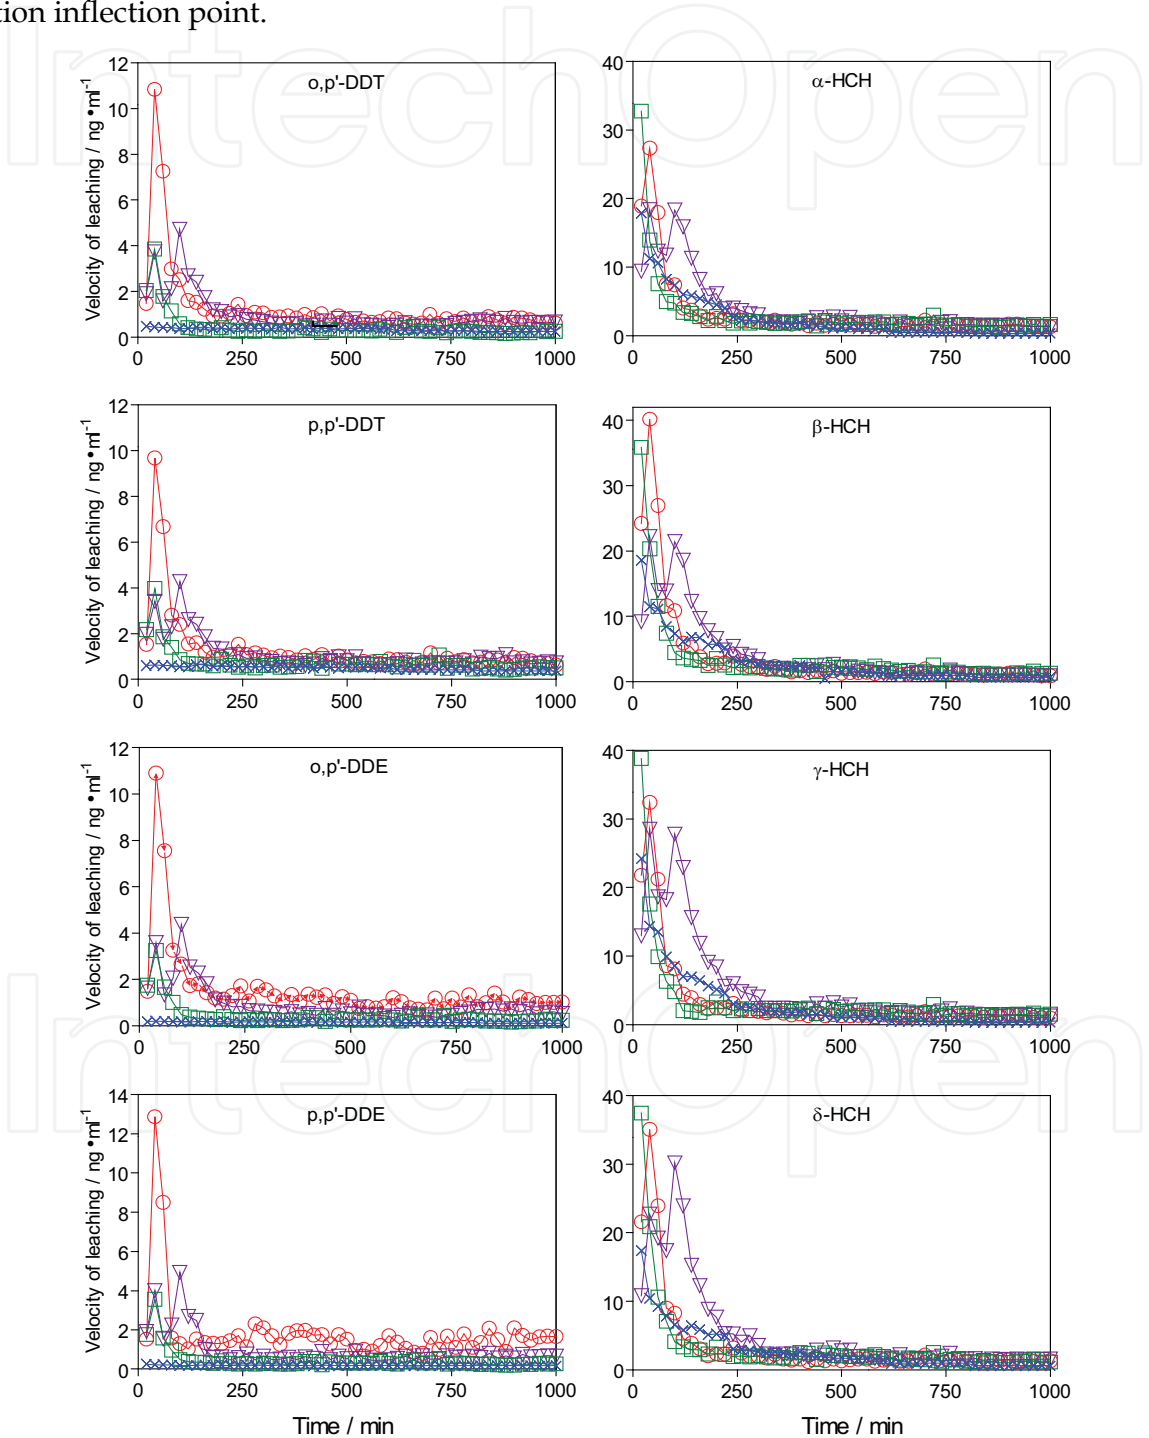 tion inflection point.
o,p'-DDT
Velocity of leaching / ng•ml-1
12
10
8
6
4
2
0
0 250 500 750 1000
α-HCH
40
30
20
10
0
0 250 500 750 1000
p,p'-DDT
Velocity of leaching / ng•ml-1
12
10
8
6
4
2
0
0 250 500 750 1000
β-HCH
40
30
20
10
0
0 250 500 750 1000
o,p'-DDE
Velocity of leaching / ng•ml-1
12
10
8
6
4
2
0
0 250 500 750 1000
γ-HCH
40
30
20
10
0
0 250 500 750 1000
p,p'-DDE
Velocity of leaching / ng•ml-1
14
12
10
8
6
4
2
0
0 250 500 750 1000
Time / min
δ-HCH
40
30
20
10
0
0 250 500 750 1000
Time / min
IntechOpen
IntechOpen